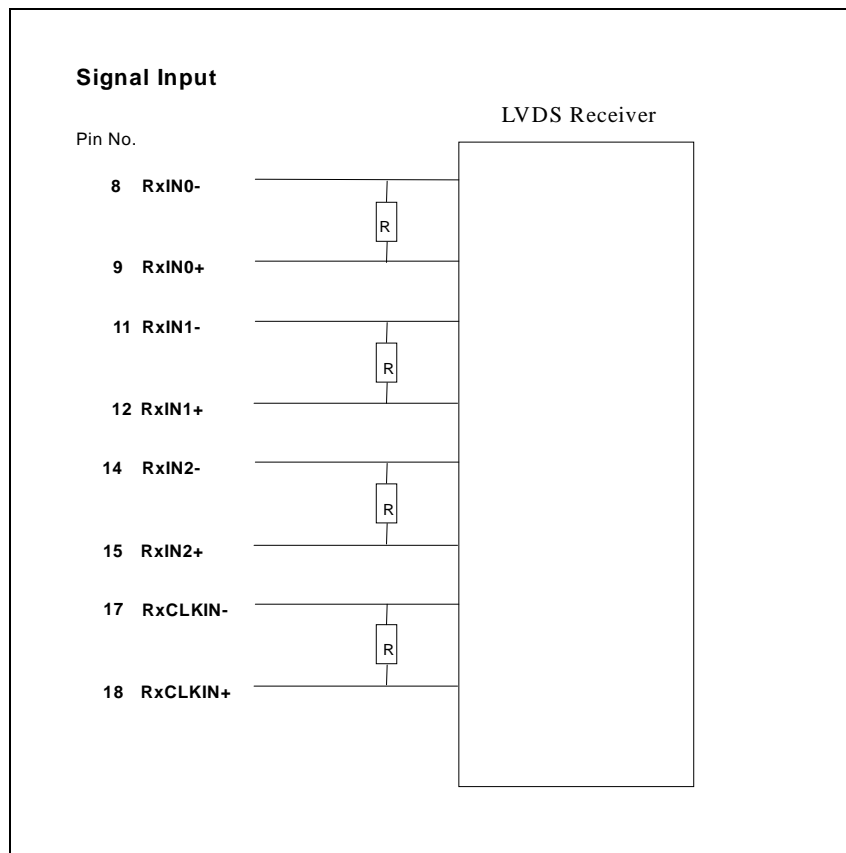 Signal Input
LVDS Receiver
Pin No.
8 RxIN0-
R
9 RxIN0+
11 RxIN1-
R
12 RxIN1+
14 RxIN2-
R
15 RxIN2+
17 RxCLKIN-
R
18 RxCLKIN+